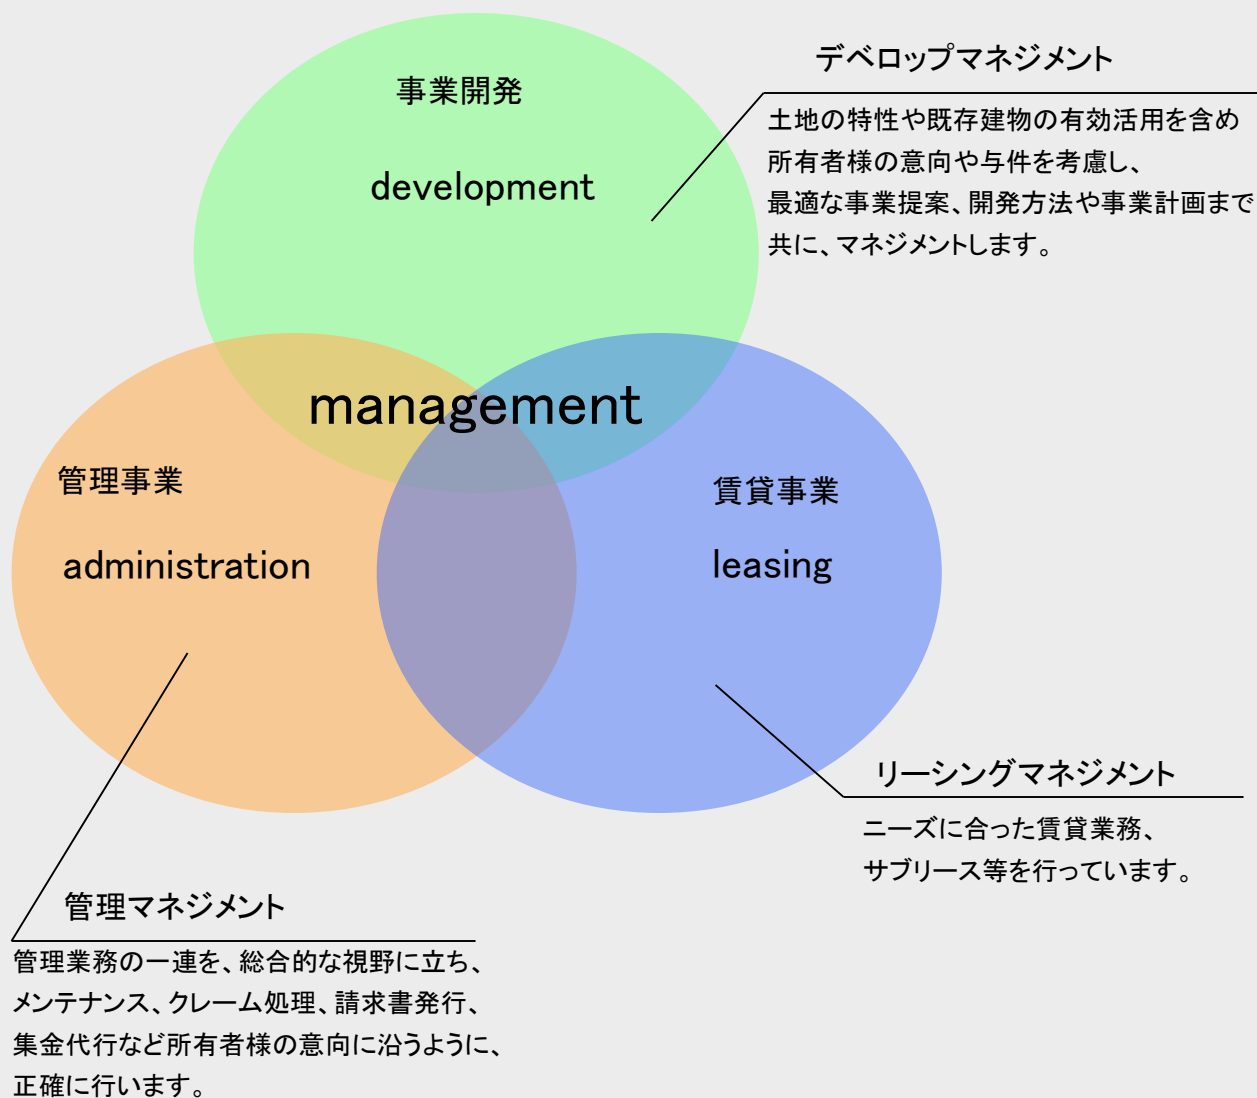 事業開発
development
デベロップマネジメント
土地の特性や既存建物の有効活用を含め
所有者様の意向や与件を考慮し、
最適な事業提案、開発方法や事業計画まで
共に、マネジメントします。
management
管理事業
administration
賃貸事業
leasing
リーシングマネジメント
ニーズに合った賃貸業務、
サブリース等を行っています。
管理マネジメント
管理業務の一連を、総合的な視野に立ち、
メンテナンス、クレーム処理、請求書発行、
集金代行など所有者様の意向に沿うように、
正確に行います。